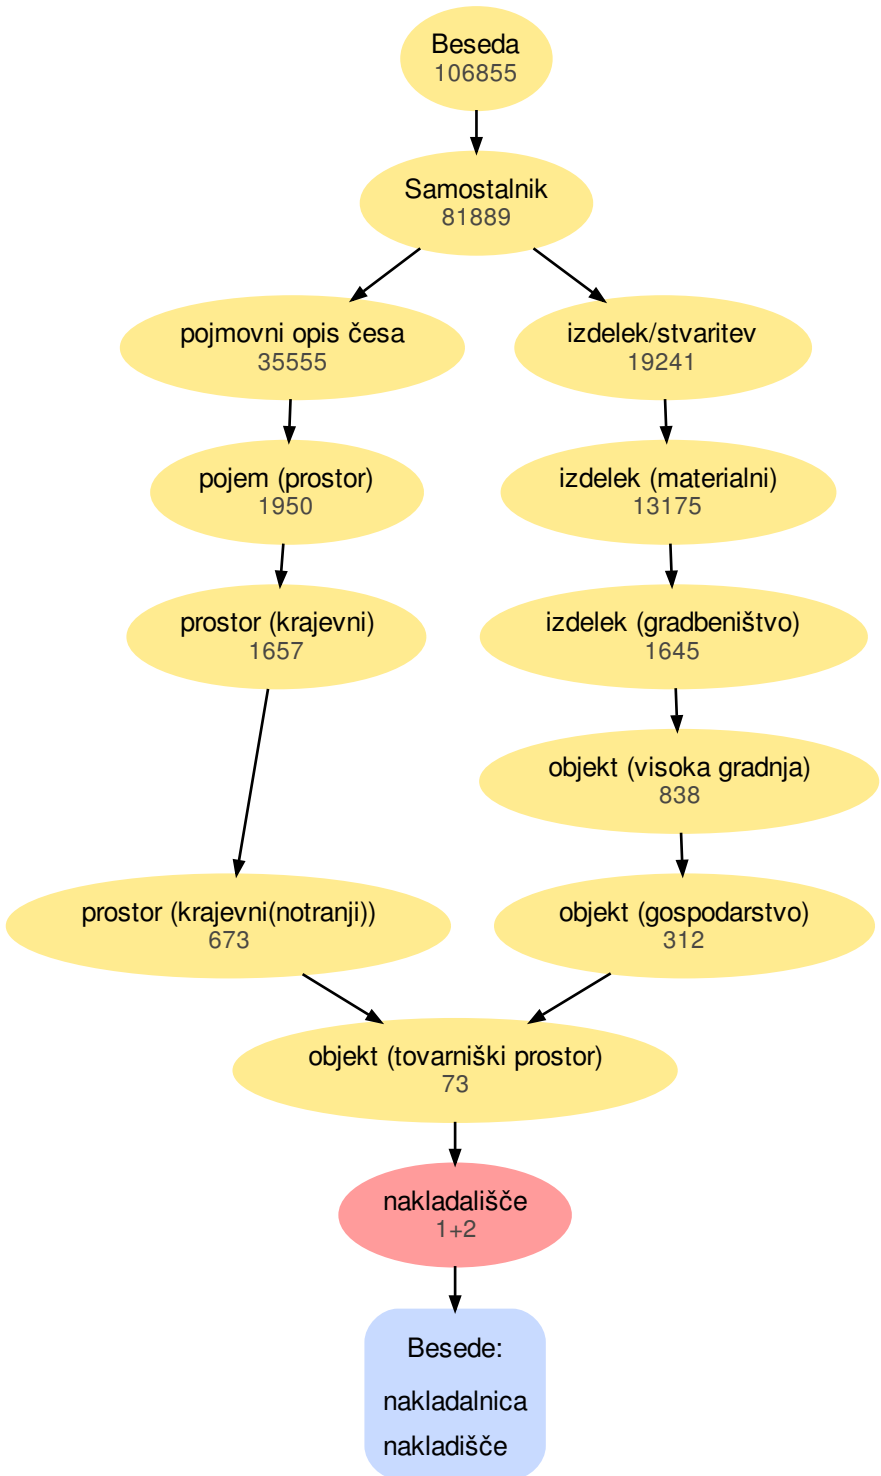 Beseda
106855
Samostalnik
81889
pojmovni opis česa
35555
izdelek/stvaritev
19241
pojem (prostor)
1950
izdelek (materialni)
13175
prostor (krajevni)
1657
izdelek (gradbeništvo)
1645
objekt (visoka gradnja)
838
prostor (krajevni(notranji))
673
objekt (gospodarstvo)
312
objekt (tovarniški prostor)
73
nakladališče
1+2
Besede:
nakladalnica
nakladišče